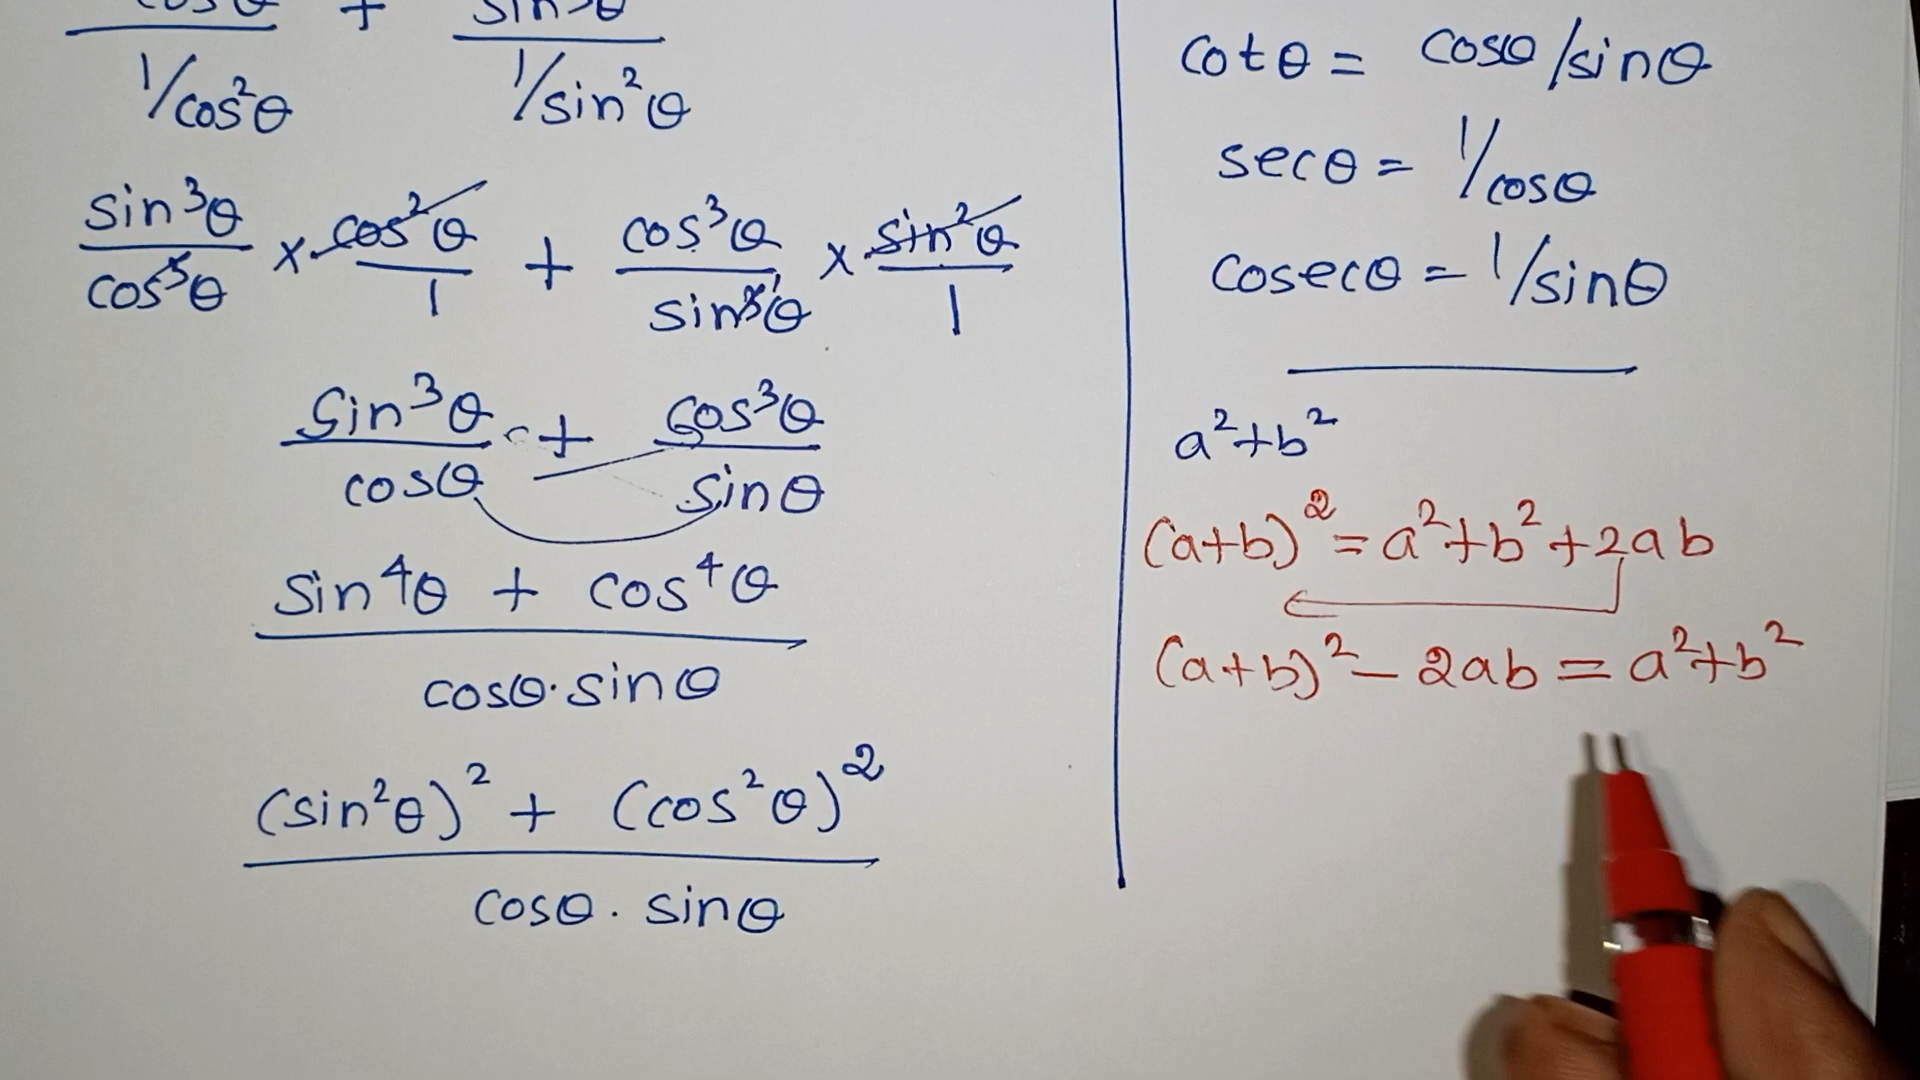 1/cos²θ    1/sin²θ
sin³θ/cos³θ × cos²θ/1 + cos³θ/sin³θ × sin²θ/1
sin³θ/cosθ + cos³θ/sinθ
sin⁴θ + cos⁴θ
cosθ·sinθ
(sin²θ)² + (cos²θ)²
cosθ · sinθ
cotθ = cosθ/sinθ
secθ = 1/cosθ
cosecθ = 1/sinθ
a²+b²
(a+b)² = a²+b²+2ab
(a+b)² - 2ab = a²+b²